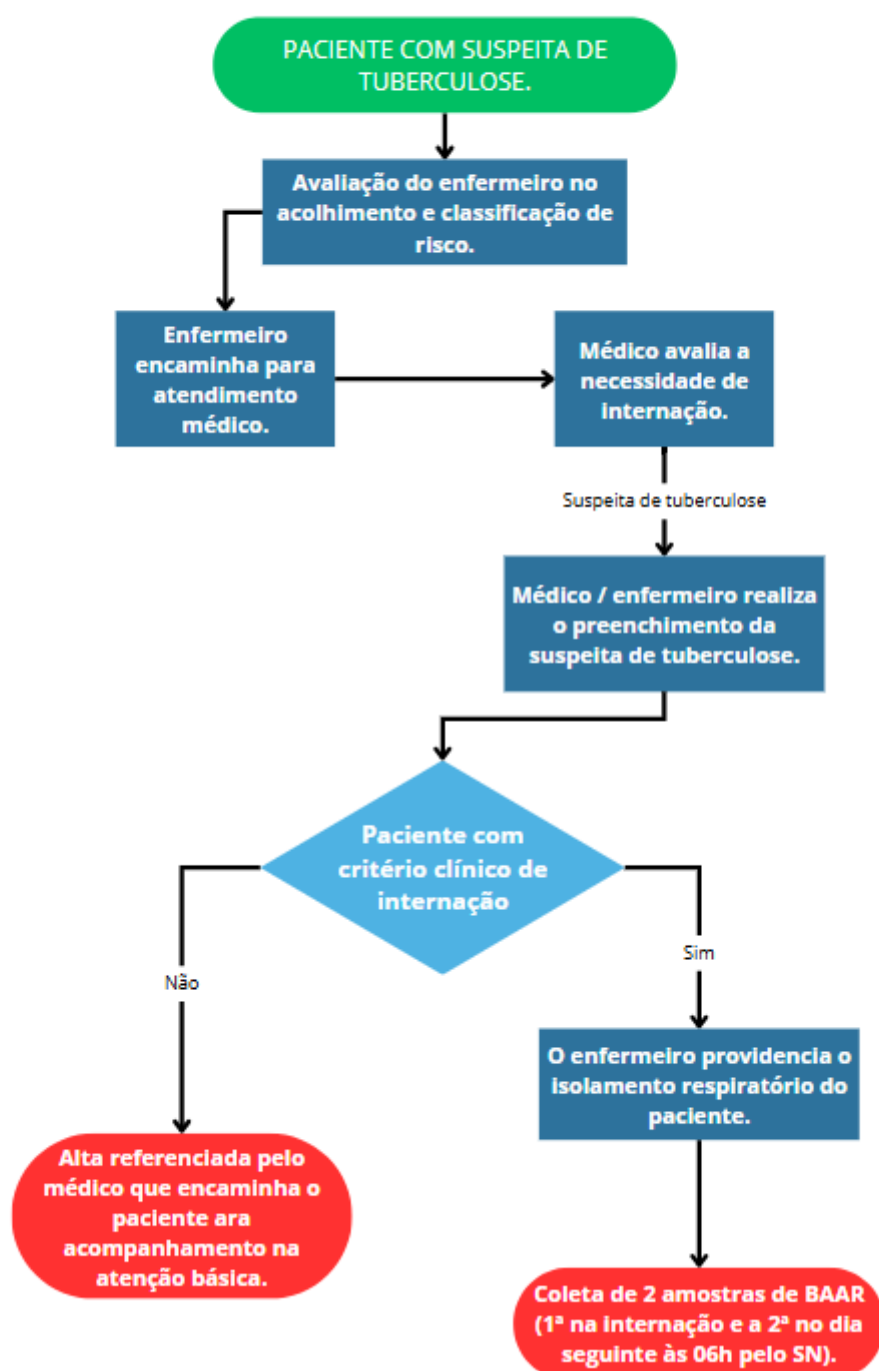 PACIENTE COM SUSPEITA DE
TUBERCULOSE.
Avaliação do enfermeiro no
acolhimento e classificação de
risco.
Enfermeiro
encaminha para
atendimento
médico.
Médico avalia a
necessidade de
internação.
Suspeita de tuberculose
Médico / enfermeiro realiza
o preenchimento da
suspeita de tuberculose.
Paciente com
critério clínico de
internação
Não
Sim
O enfermeiro providencia o
isolamento respiratório do
paciente.
Alta referenciada pelo
médico que encaminha o
paciente ara
acompanhamento na
atenção básica.
Coleta de 2 amostras de BAAR
(1ª na internação e a 2ª no dia
seguinte às 06h pelo SN).